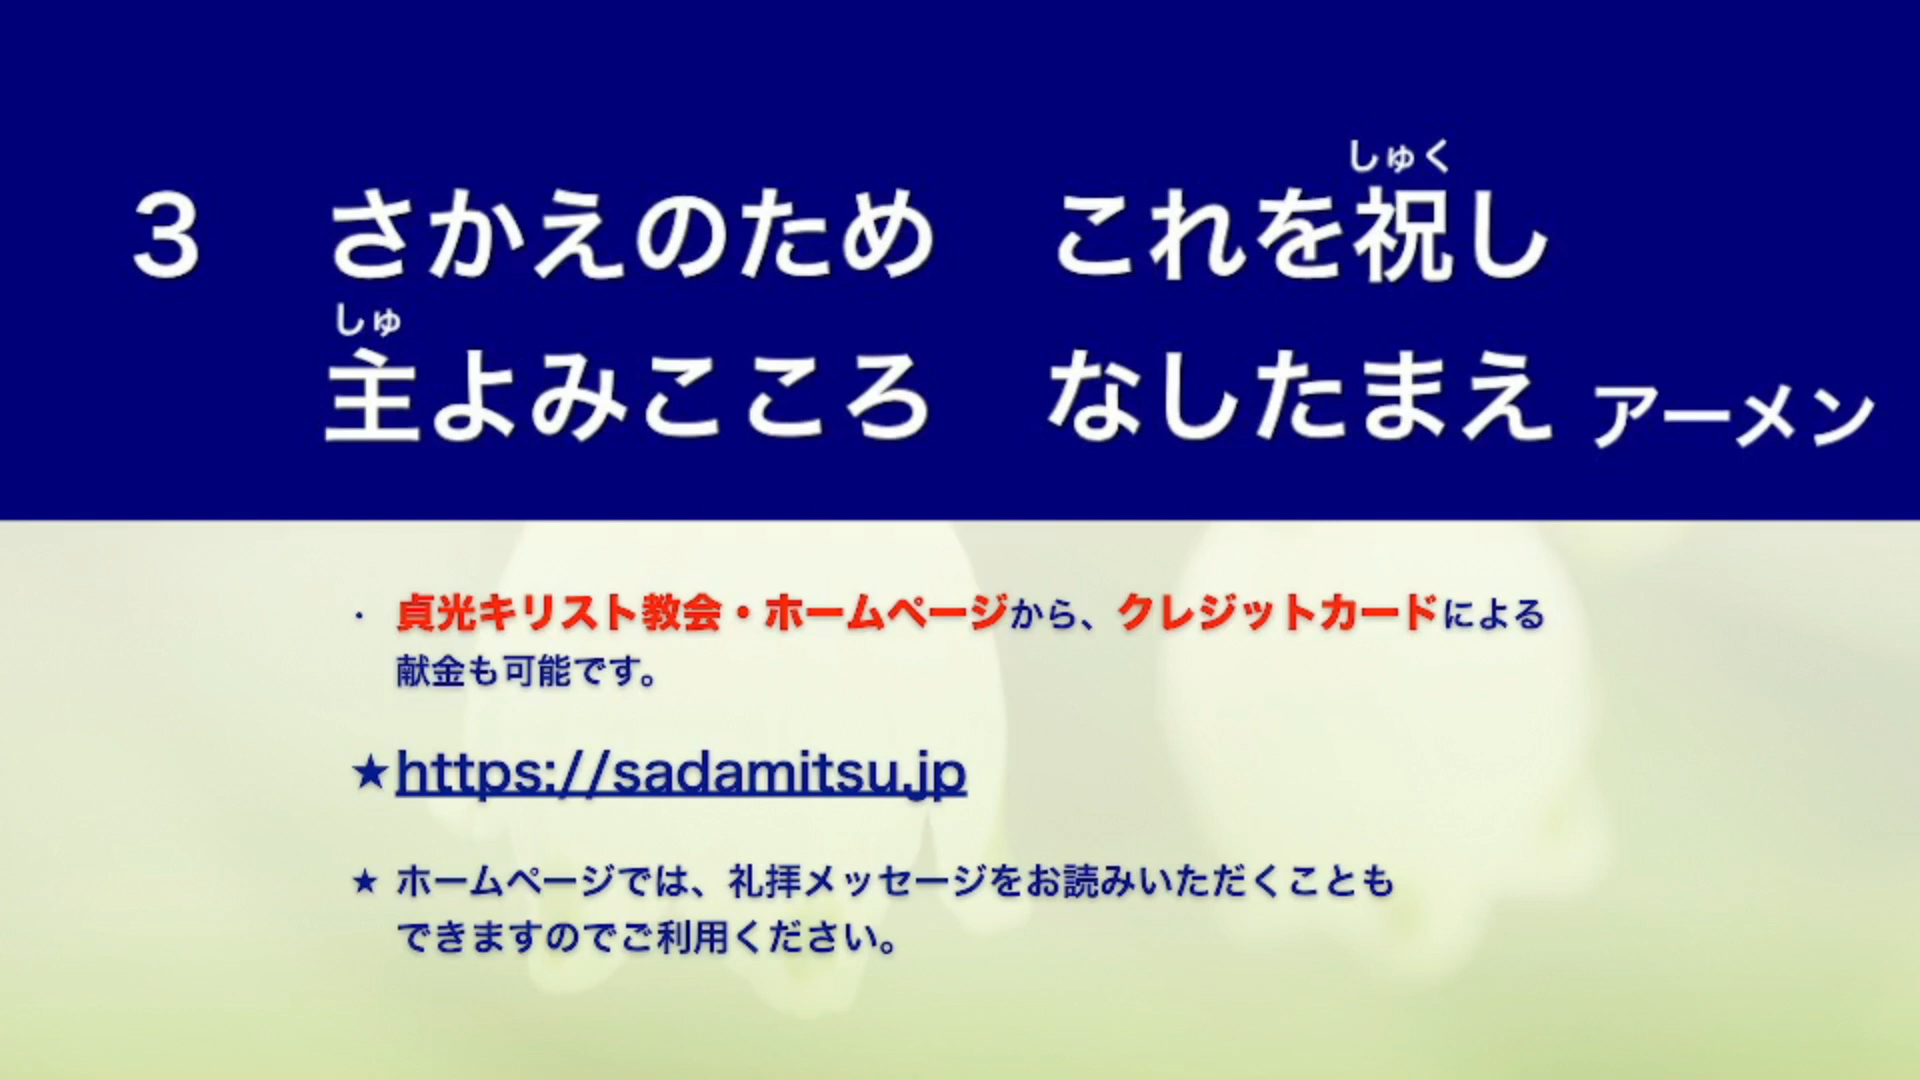 しゅく
３ さかえのため これを祝し
しゅ
主よみこころ なしたまえ アーメン
・ 貞光キリスト教会・ホームページから、クレジットカードによる
献金も可能です。
★https://sadamitsu.jp
★ ホームページでは、礼拝メッセージをお読みいただくことも
できますのでご利用ください。